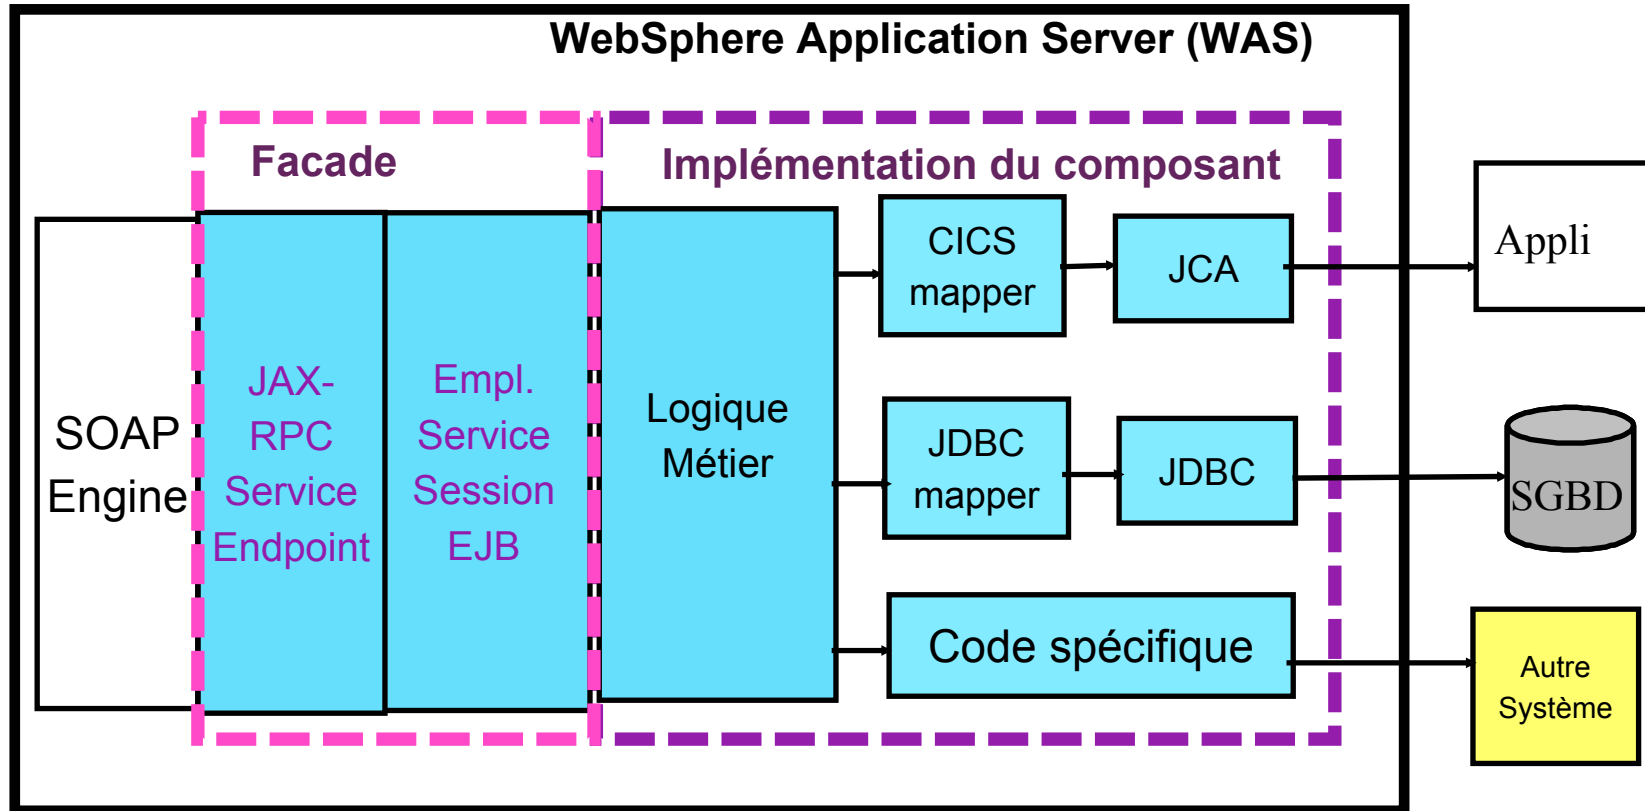 WebSphere Application Server (WAS)
Facade
Implémentation du composant
SOAP
Engine
JAX-
RPC
Service
Endpoint
Empl.
Service
Session
EJB
Logique
Métier
CICS
mapper
JCA
Appli
JDBC
mapper
JDBC
SGBD
Code spécifique
Autre
Système